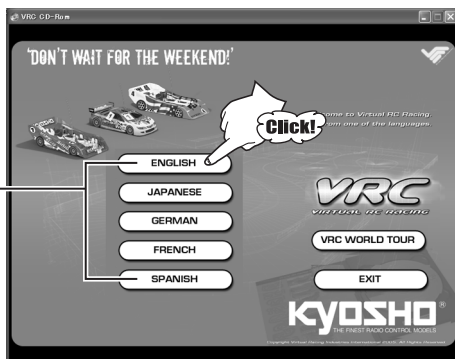 VRC CD-Rom
'DON'T WAIT FOR THE WEEKEND!'
Click!
ome to Virtual RC Racing
rom one of the languages.
ENGLISH
JAPANESE
GERMAN
FRENCH
SPANISH
VRC
VIRTUAL RC RACING
VRC WORLD TOUR
EXIT
KYOSHO®
THE FINEST RADIO CONTROL MODELS